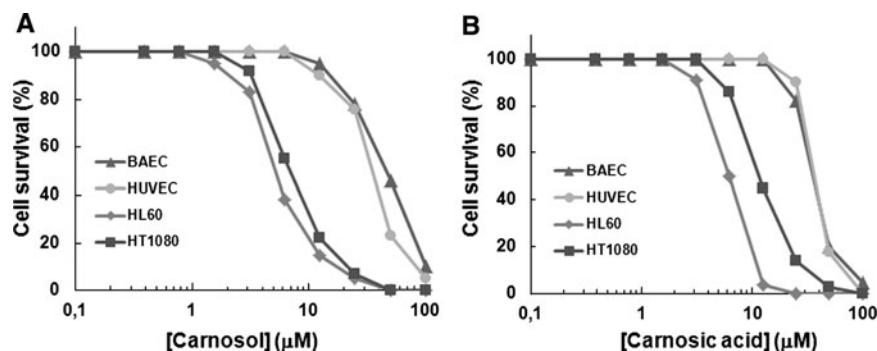 A
Cell survival (%)
100
80
60
40
20
0
BAEC
HUVEC
HL60
HT1080
0,1
1
10
100
[Carnosol] (µM)
B
Cell survival (%)
100
80
60
40
20
0
BAEC
HUVEC
HL60
HT1080
0,1
1
10
100
[Carnosic acid] (µM)